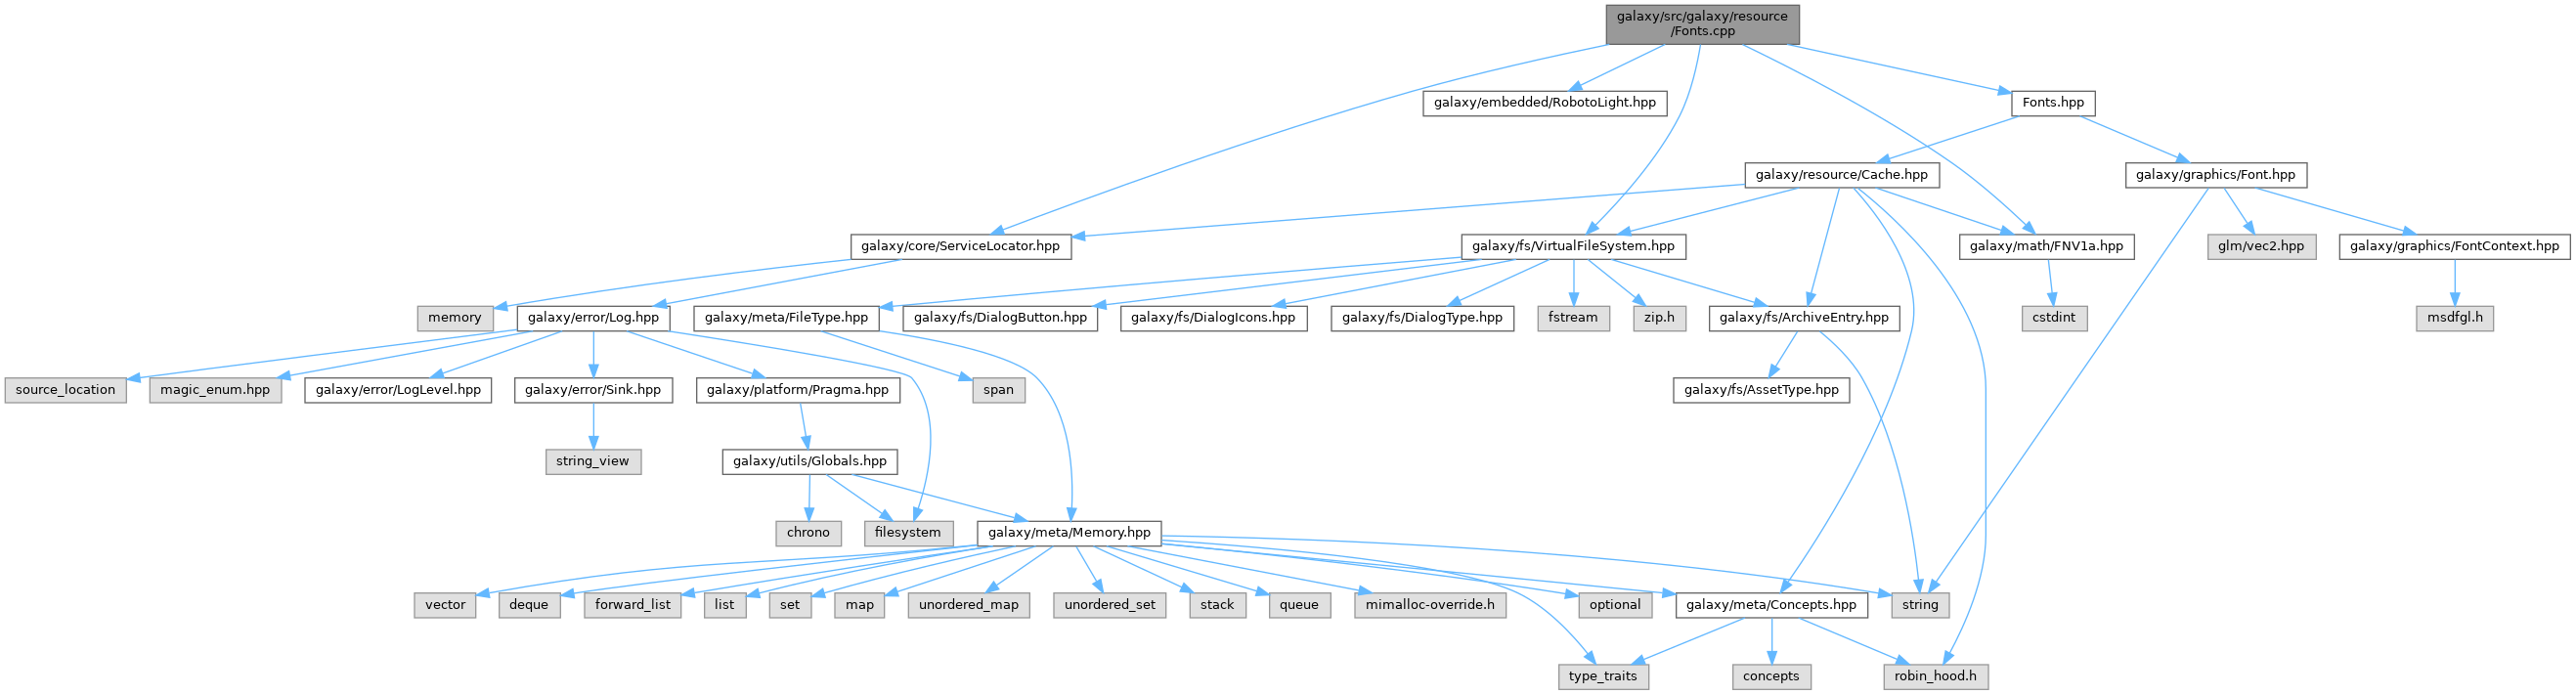 galaxy/src/galaxy/resource
/Fonts.cpp
galaxy/embedded/RobotoLight.hpp
Fonts.hpp
galaxy/resource/Cache.hpp
galaxy/graphics/Font.hpp
galaxy/core/ServiceLocator.hpp
galaxy/fs/VirtualFileSystem.hpp
galaxy/math/FNV1a.hpp
glm/vec2.hpp
galaxy/graphics/FontContext.hpp
memory
galaxy/error/Log.hpp
galaxy/meta/FileType.hpp
galaxy/fs/DialogButton.hpp
galaxy/fs/DialogIcons.hpp
galaxy/fs/DialogType.hpp
fstream
zip.h
galaxy/fs/ArchiveEntry.hpp
cstdint
msdfgl.h
source_location
magic_enum.hpp
galaxy/error/LogLevel.hpp
galaxy/error/Sink.hpp
galaxy/platform/Pragma.hpp
span
galaxy/fs/AssetType.hpp
string_view
galaxy/utils/Globals.hpp
chrono
filesystem
galaxy/meta/Memory.hpp
vector
deque
forward_list
list
set
map
unordered_map
unordered_set
stack
queue
mimalloc-override.h
optional
galaxy/meta/Concepts.hpp
string
type_traits
concepts
robin_hood.h